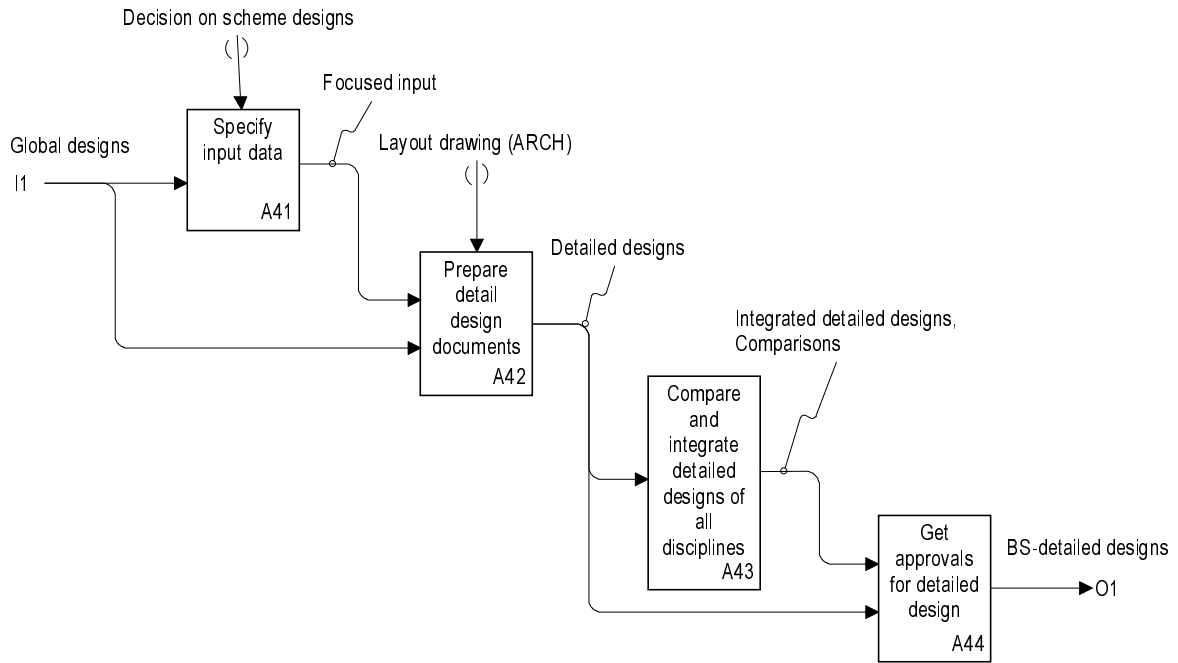 Decision on scheme designs
( )
Focused input
Specify
input data
A41
Global designs
I1
Layout drawing (ARCH)
( )
Prepare
detail
design
documents
A42
Detailed designs
Integrated detailed designs,
Comparisons
Compare
and
integrate
detailed
designs of
all
disciplines
A43
Get
approvals
for detailed
design
A44
BS-detailed designs
O1